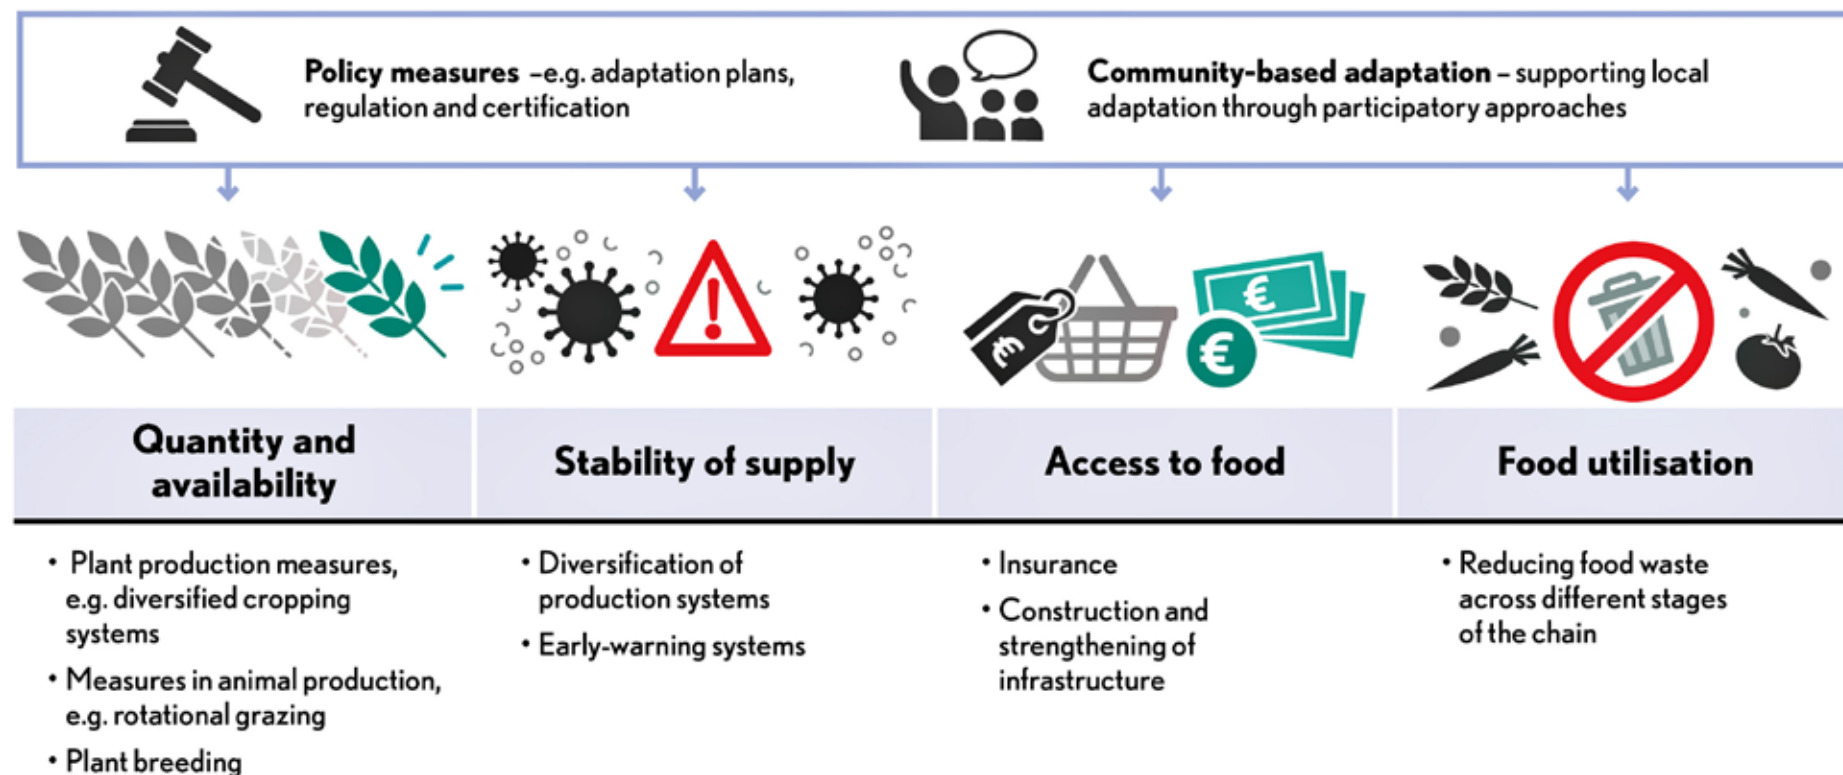 Policy measures –e.g. adaptation plans,
regulation and certification
Community-based adaptation – supporting local
adaptation through participatory approaches
€
€
€
Quantity and
availability
Stability of supply
Access to food
Food utilisation
• Plant production measures,
e.g. diversified cropping
systems
• Measures in animal production,
e.g. rotational grazing
• Plant breeding
• Diversification of
production systems
• Early-warning systems
• Insurance
• Construction and
strengthening of
infrastructure
• Reducing food waste
across different stages
of the chain